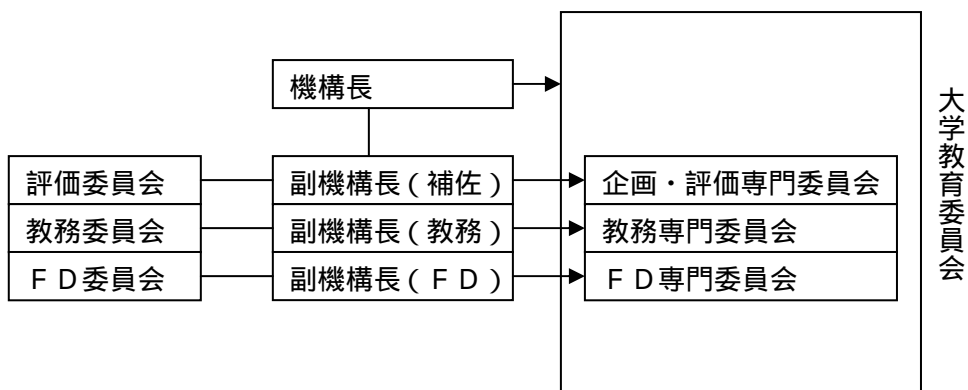 機構長
評価委員会
副機構長(補佐)
企画・評価専門委員会
教務委員会
副機構長(教務)
教務専門委員会
ＦＤ委員会
副機構長(ＦＤ)
ＦＤ専門委員会
大学教育委員会